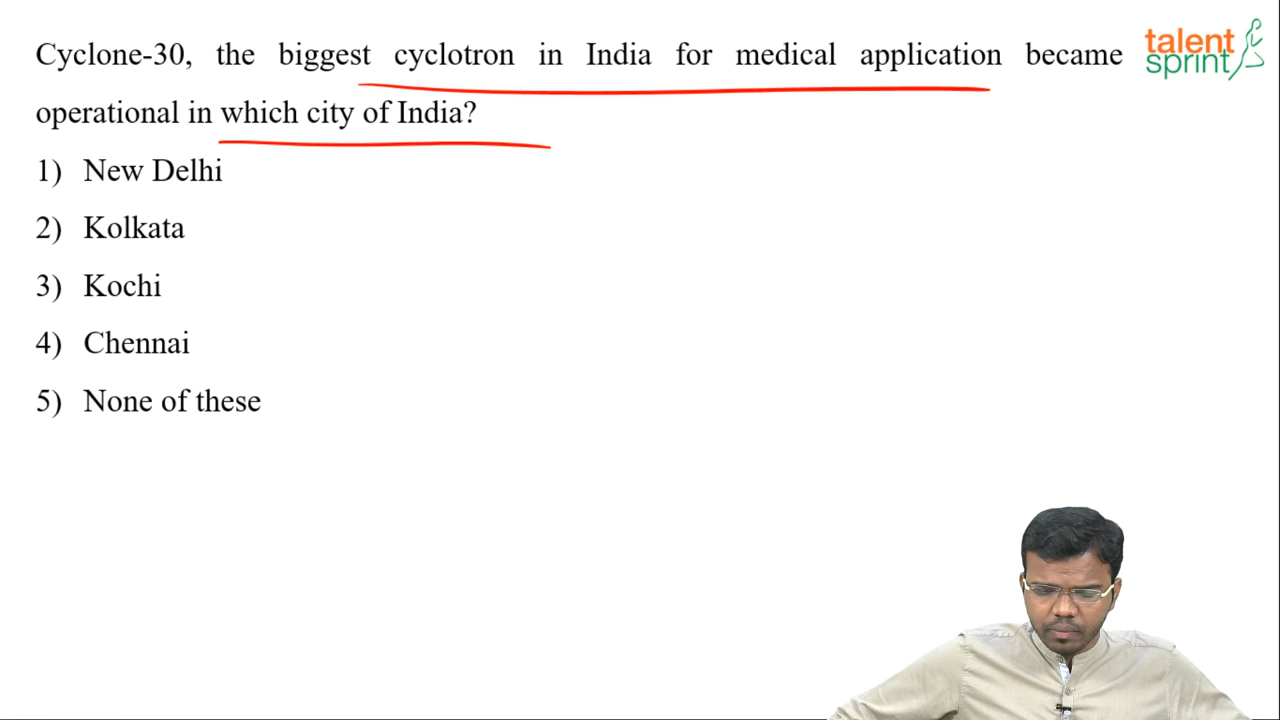 Cyclone-30, the biggest cyclotron in India for medical application became
operational in which city of India?
1) New Delhi
2) Kolkata
3) Kochi
4) Chennai
5) None of these
talent
sprint